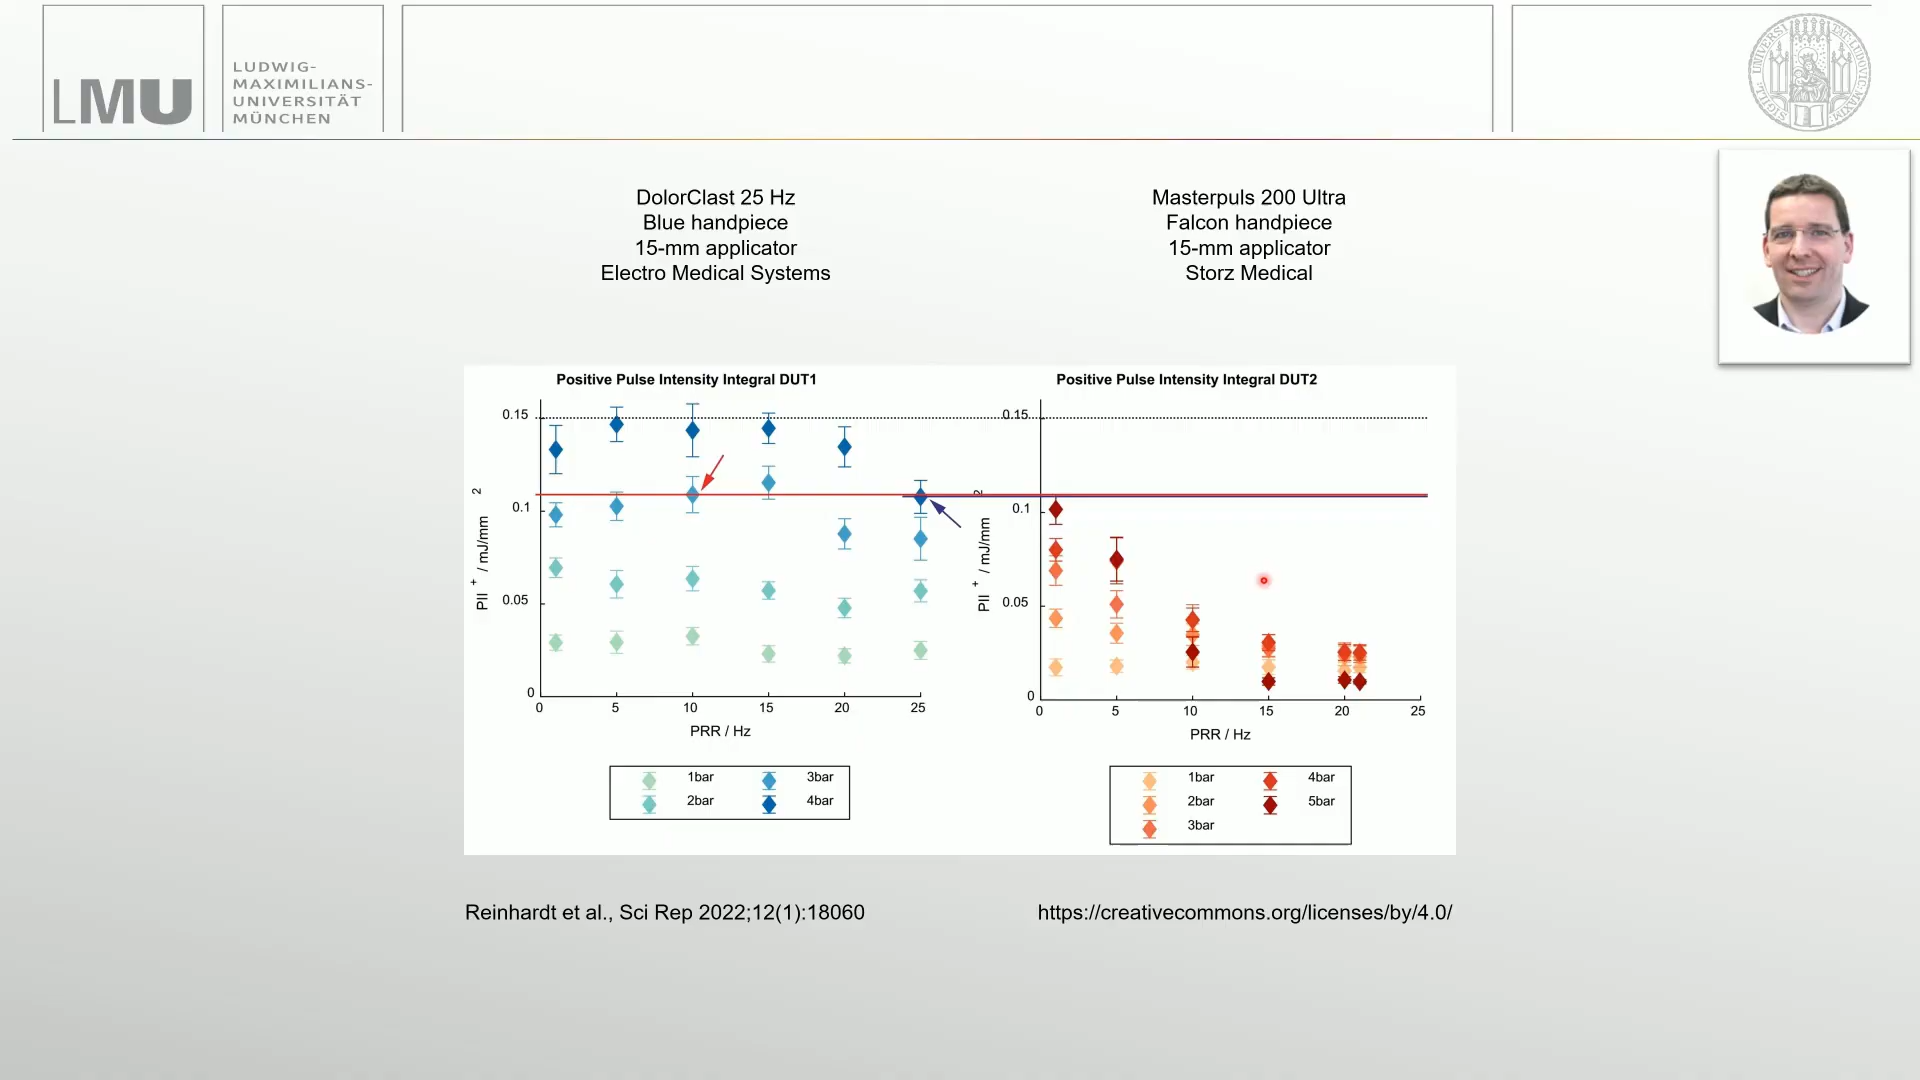 LMU
LUDWIG-
MAXIMILIANS-
UNIVERSITÄT
MÜNCHEN
DolorClast 25 Hz
Blue handpiece
15-mm applicator
Electro Medical Systems
Masterpuls 200 Ultra
Falcon handpiece
15-mm applicator
Storz Medical
Positive Pulse Intensity Integral DUT1
0.15
0.1
0.05
0
PII+ / mJ/mm2
0 5 10 15 20 25
PRR / Hz
1bar 3bar
2bar 4bar
Positive Pulse Intensity Integral DUT2
0.15
0.1
0.05
0
PII+ / mJ/mm2
0 5 10 15 20 25
PRR / Hz
1bar 4bar
2bar 5bar
3bar
Reinhardt et al., Sci Rep 2022;12(1):18060
https://creativecommons.org/licenses/by/4.0/